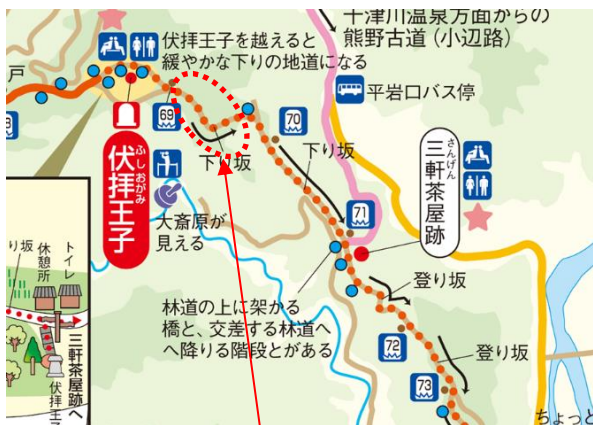 十津川温泉方面からの
熊野古道（小辺路）
伏拝王子を越えると
緩やかな下りの地道になる
戸
平岩口バス停
69
70
下り坂
下り坂
ふしおがみ
伏拝王子
さんげん
三軒茶屋跡
大斎原が
見える
71
トイレ
休憩所
り坂
三軒茶屋跡へ
伏拝王子
林道の上に架かる
橋と、交差する林道へ
へ降りる階段とがある
登り坂
72
登り坂
73
ちょっと